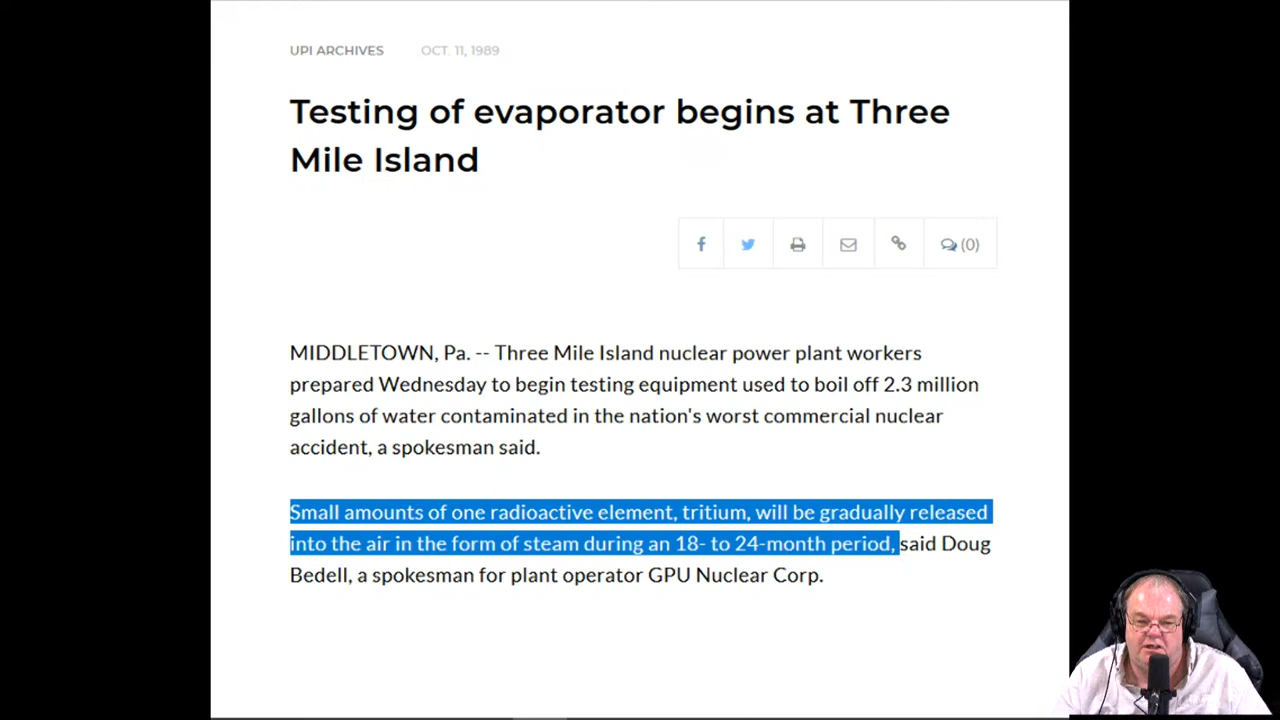 UPI ARCHIVES OCT. 11, 1989
Testing of evaporator begins at Three
Mile Island
(0)
MIDDLETOWN, Pa. -- Three Mile Island nuclear power plant workers
prepared Wednesday to begin testing equipment used to boil off 2.3 million
gallons of water contaminated in the nation's worst commercial nuclear
accident, a spokesman said.
Small amounts of one radioactive element, tritium, will be gradually released
into the air in the form of steam during an 18- to 24-month period, said Doug
Bedell, a spokesman for plant operator GPU Nuclear Corp.